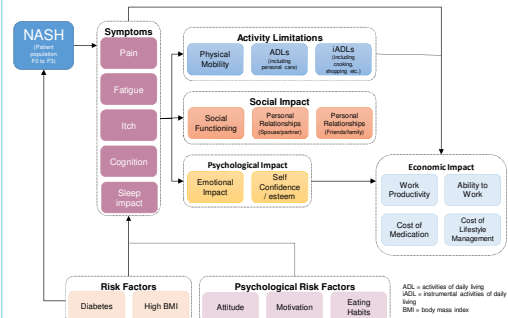 NASH
(Patient
population
F0 to F3)
Symptoms
Pain
Fatigue
Itch
Cognition
Sleep
impact
Activity Limitations
Physical
Mobility
ADLs
(including
personal care)
iADLs
(including
cooking,
shopping etc.)
Social Impact
Social
Functioning
Personal
Relationships
(Spouse/partner)
Personal
Relationships
(Friends/family)
Psychological Impact
Emotional
Impact
Self
Confidence
/ esteem
Economic Impact
Work
Productivity
Ability to
Work
Cost of
Medication
Cost of
Lifestyle
Management
Risk Factors
Diabetes
High BMI
Psychological Risk Factors
Attitude
Motivation
Eating
Habits
ADL = activities of daily living
iADL = instrumental activities of daily
living
BMI = body mass index